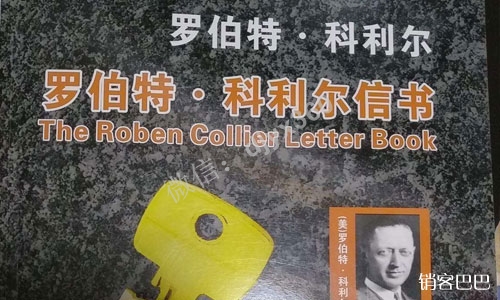 罗伯特·科利尔
罗伯特·科利尔信书
The Roben Collier Letter Book
(美)罗伯特·科利
销客巴巴